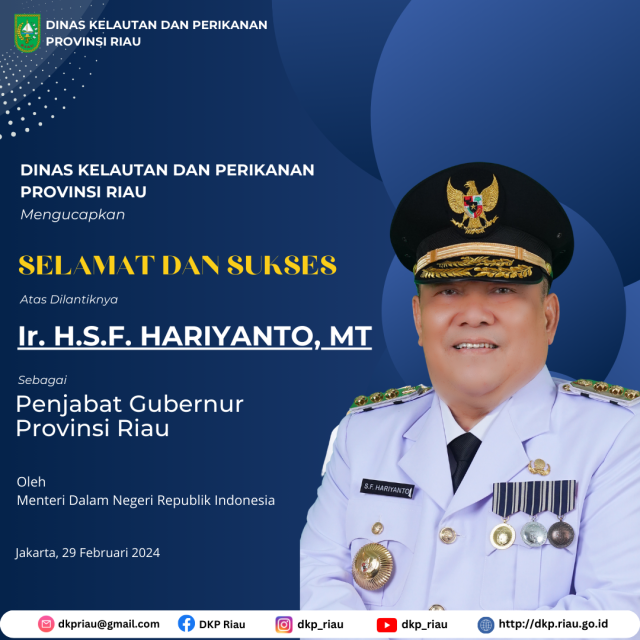 DINAS KELAUTAN DAN PERIKANAN
PROVINSI RIAU
DINAS KELAUTAN DAN PERIKANAN
PROVINSI RIAU
Mengucapkan
SELAMAT DAN SUKSES
Atas Dilantiknya
Ir. H.S.F. HARIYANTO, MT
Sebagai
Penjabat Gubernur
Provinsi Riau
Oleh
Menteri Dalam Negeri Republik Indonesia
Jakarta, 29 Februari 2024
S.F. HARIYANTO
dkpriau@gmail.com
DKP Riau
dkp_riau
dkp_riau
http://dkp.riau.go.id